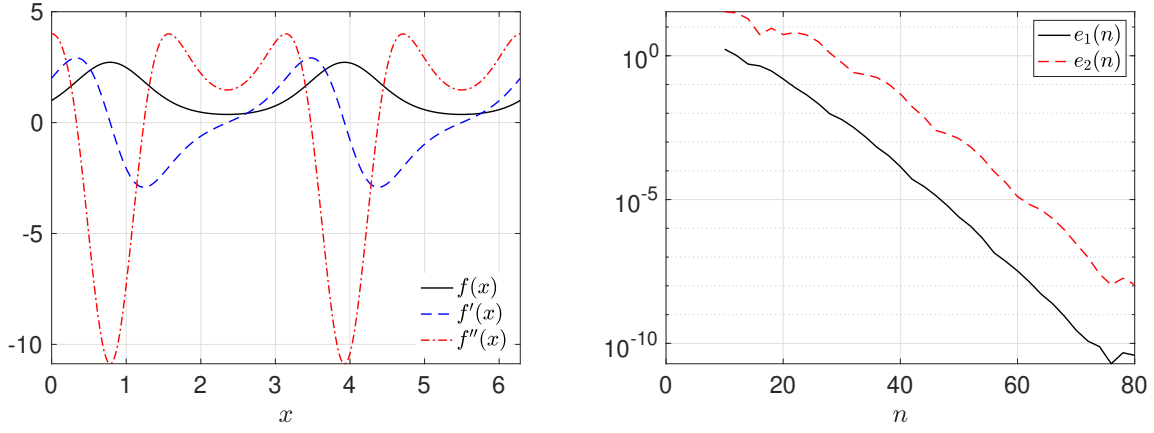 5
0
-5
-10
f(x)
f′(x)
f′′(x)
0 1 2 3 4 5 6
x
10^0
10^-5
10^-10
e_1(n)
e_2(n)
0 20 40 60 80
n